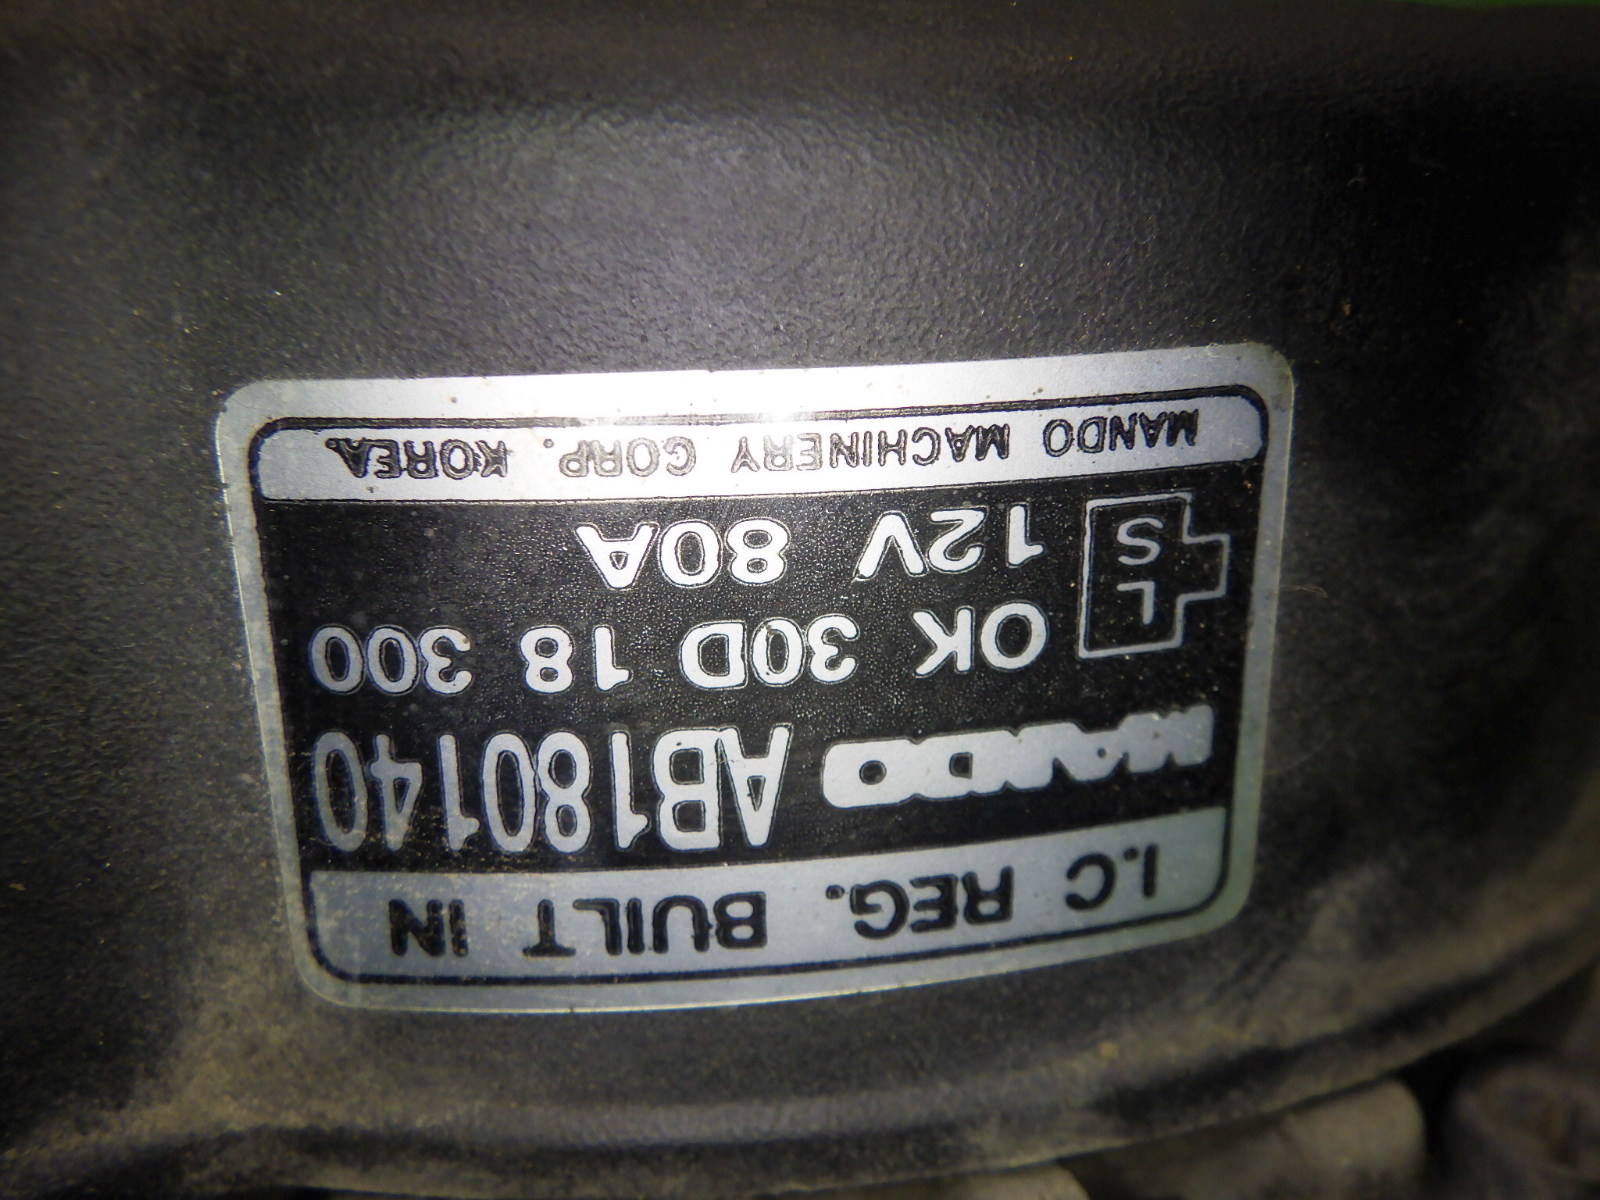 I.C REG. BUILT IN
MANDO AB180140
OK 30D 18 300
L
S
12V 80A
MANDO MACHINERY CORP. KOREA.